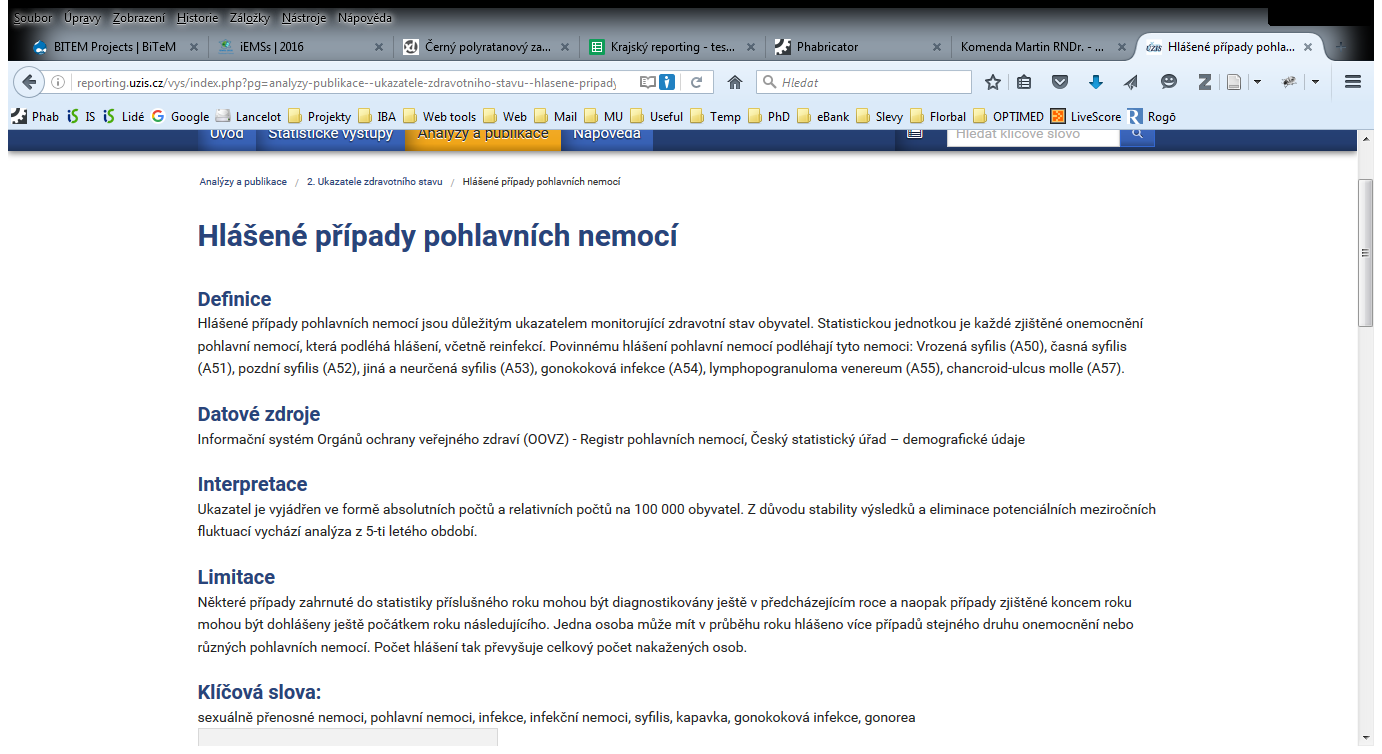 Soubor Úpravy Zobrazení Historie Záložky Nástroje Nápověda
BITEM Projects | BiTeM iEMSs | 2016 Černý polyratanový za... Krajský reporting - tes... Phabricator Komenda Martin RNDr. - ... Hlášené případy pohla...
reporting.uzis.cz/vys/index.php?pg=analyzy-publikace--ukazatele-zdravotniho-stavu--hlasene-pripady Hledat
Phab IS Lidé Google Lancelot Projekty IBA Web tools Web Mail MU Useful Temp PhD eBank Slevy Florbal OPTIMED LiveScore Rogō
Úvod Statistické výstupy Analýzy a publikace Nápověda Hledat klíčové slovo
Analýzy a publikace / 2. Ukazatele zdravotního stavu / Hlášené případy pohlavních nemocí
Hlášené případy pohlavních nemocí
Definice
Hlášené případy pohlavních nemocí jsou důležitým ukazatelem monitorující zdravotní stav obyvatel. Statistickou jednotkou je každé zjištěné onemocnění
pohlavní nemocí, která podléhá hlášení, včetně reinfekcí. Povinnému hlášení pohlavní nemocí podléhají tyto nemoci: Vrozená syfilis (A50), časná syfilis
(A51), pozdní syfilis (A52), jiná a neurčená syfilis (A53), gonokoková infekce (A54), lymphopogranuloma venereum (A55), chancroid-ulcus molle (A57).
Datové zdroje
Informační systém Orgánů ochrany veřejného zdraví (OOVZ) - Registr pohlavních nemocí, Český statistický úřad – demografické údaje
Interpretace
Ukazatel je vyjádřen ve formě absolutních počtů a relativních počtů na 100 000 obyvatel. Z důvodu stability výsledků a eliminace potenciálních meziročních
fluktuací vychází analýza z 5-ti letého období.
Limitace
Některé případy zahrnuté do statistiky příslušného roku mohou být diagnostikovány ještě v předcházejícím roce a naopak případy zjištěné koncem roku
mohou být dohlášeny ještě počátkem roku následujícího. Jedna osoba může mít v průběhu roku hlášeno více případů stejného druhu onemocnění nebo
různých pohlavních nemocí. Počet hlášení tak převyšuje celkový počet nakažených osob.
Klíčová slova:
sexuálně přenosné nemoci, pohlavní nemoci, infekce, infekční nemoci, syfilis, kapavka, gonokoková infekce, gonorea